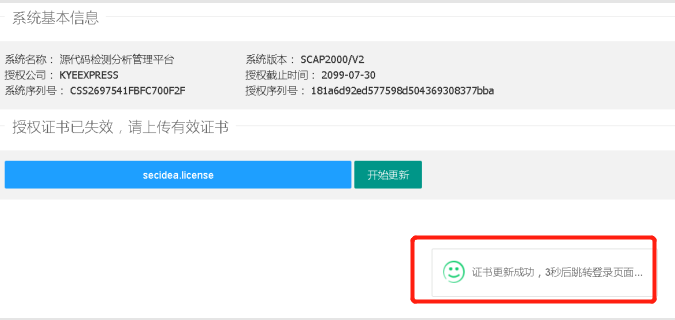 系统基本信息
系统名称： 源代码检测分析管理平台 系统版本： SCAP2000/V2
授权公司： KYEEXPRESS 授权截止时间： 2099-07-30
系统序列号： CSS2697541FBFC700F2F 授权序列号： 181a6d92ed577598d504369308377bba
授权证书已失效，请上传有效证书
secidea.license 开始更新
证书更新成功，3秒后跳转登录页面...